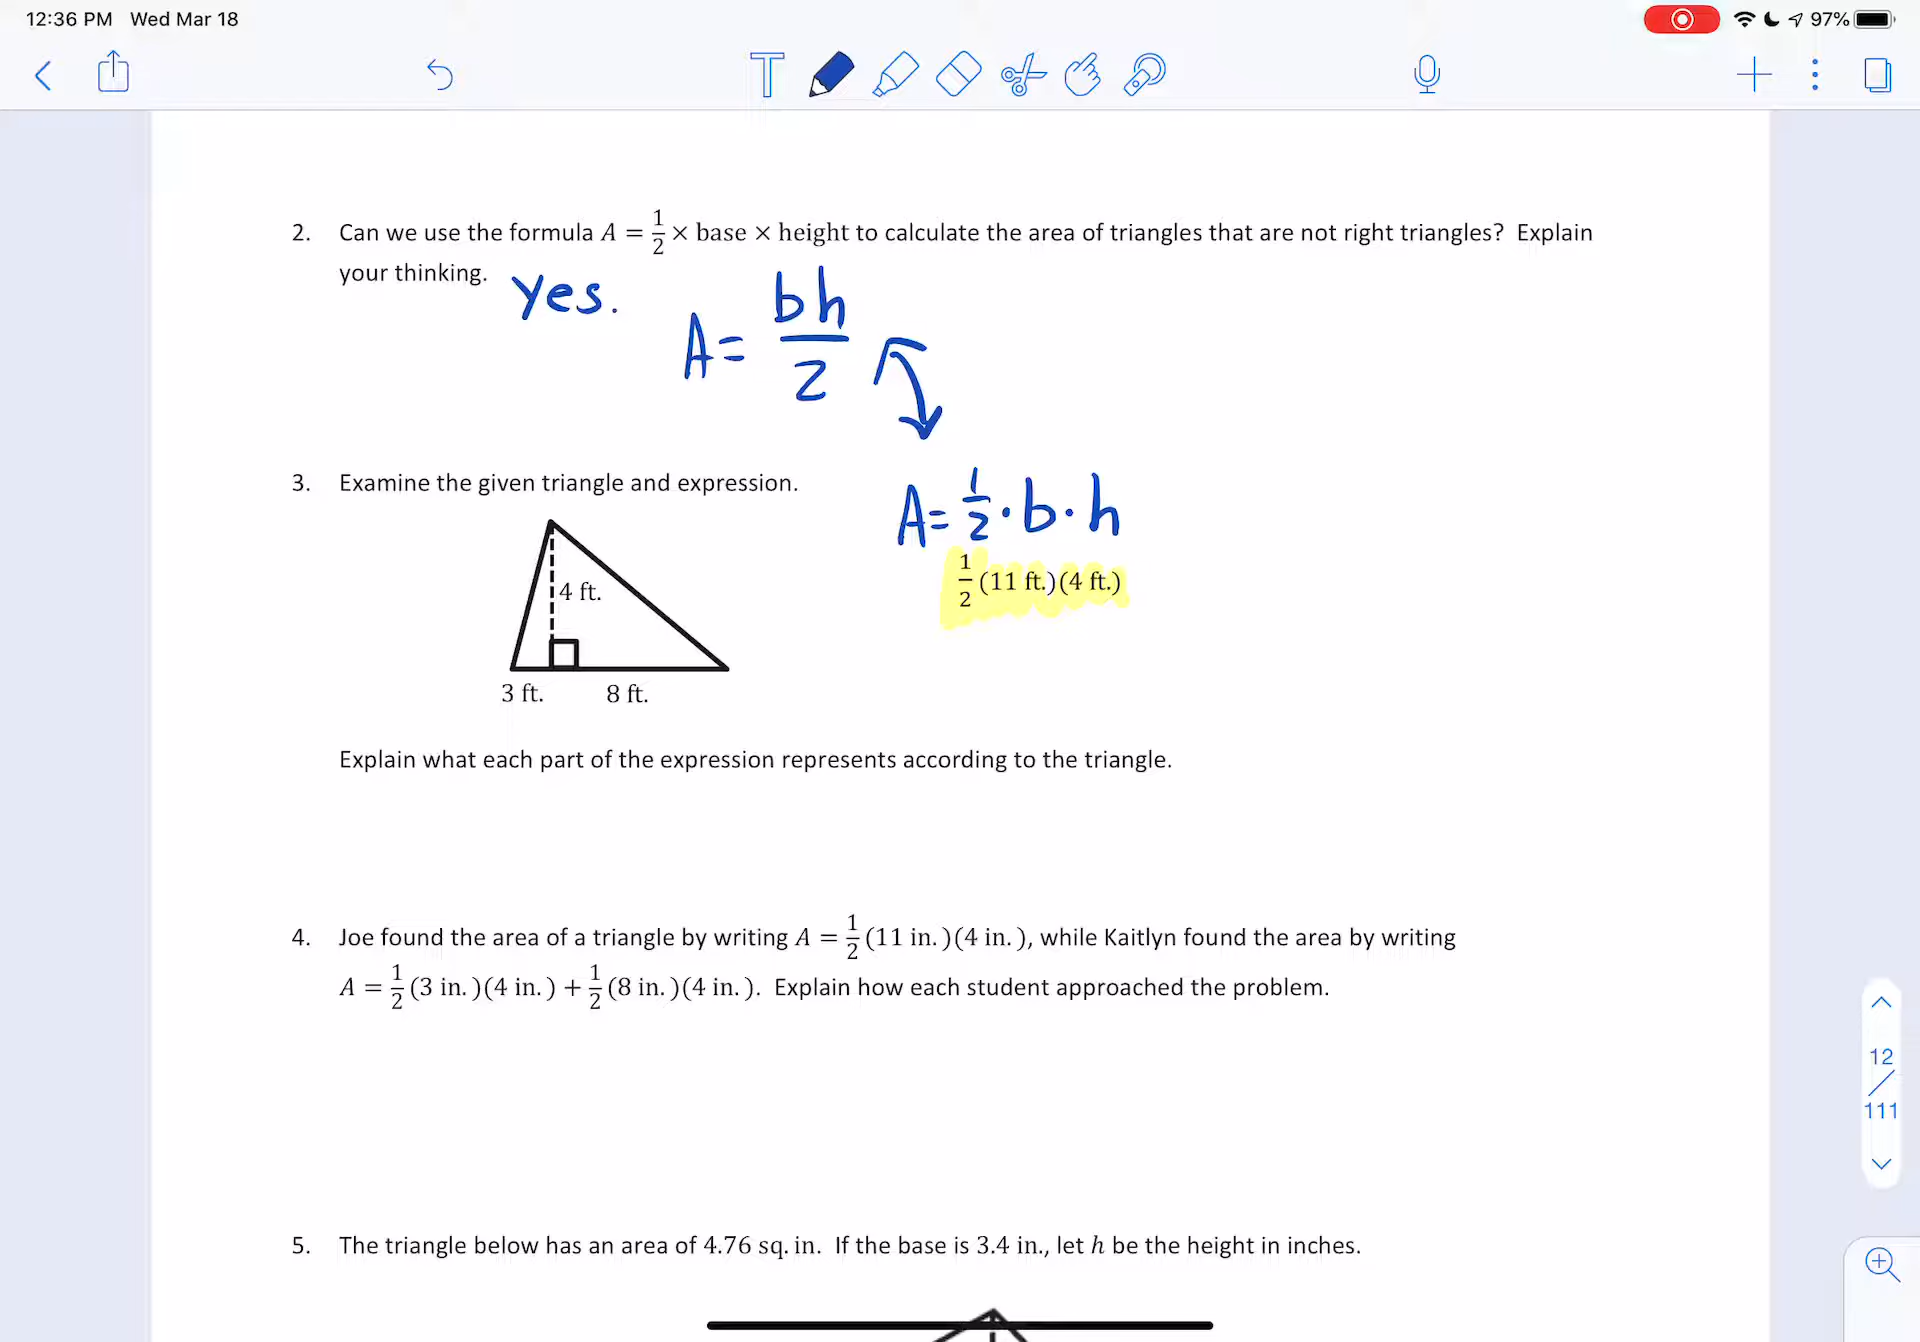 12:36 PM Wed Mar 18
97%
2. Can we use the formula A = 1/2 × base × height to calculate the area of triangles that are not right triangles? Explain
your thinking.
yes.
A = bh/2
3. Examine the given triangle and expression.
A = 1/2 · b · h
1/2 (11 ft.)(4 ft.)
4 ft.
3 ft. 8 ft.
Explain what each part of the expression represents according to the triangle.
4. Joe found the area of a triangle by writing A = 1/2 (11 in.)(4 in.), while Kaitlyn found the area by writing
A = 1/2 (3 in.)(4 in.) + 1/2 (8 in.)(4 in.). Explain how each student approached the problem.
12
/
111
5. The triangle below has an area of 4.76 sq. in. If the base is 3.4 in., let h be the height in inches.